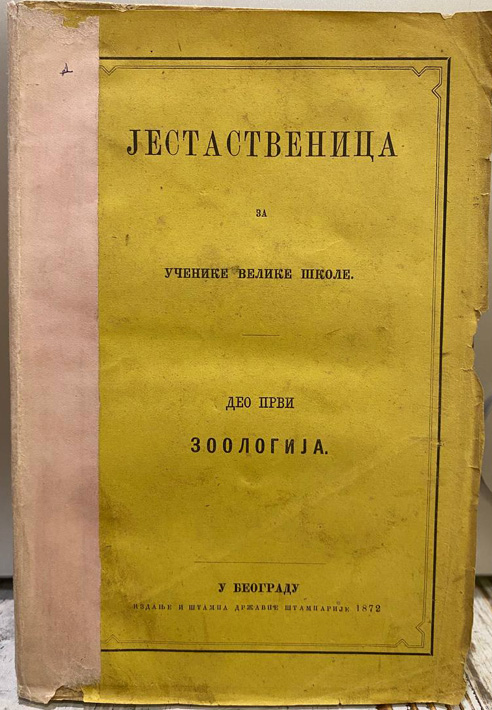 ЈЕСТАСТВЕНИЦА
ЗА
УЧЕНИКЕ ВЕЛИКЕ ШКОЛЕ.
ДЕО ПРВИ
ЗООЛОГИЈА.
У БЕОГРАДУ
ИЗДАЊЕ И ШТАМПА ДРЖАВНЕ ШТАМПАРИЈЕ 1872